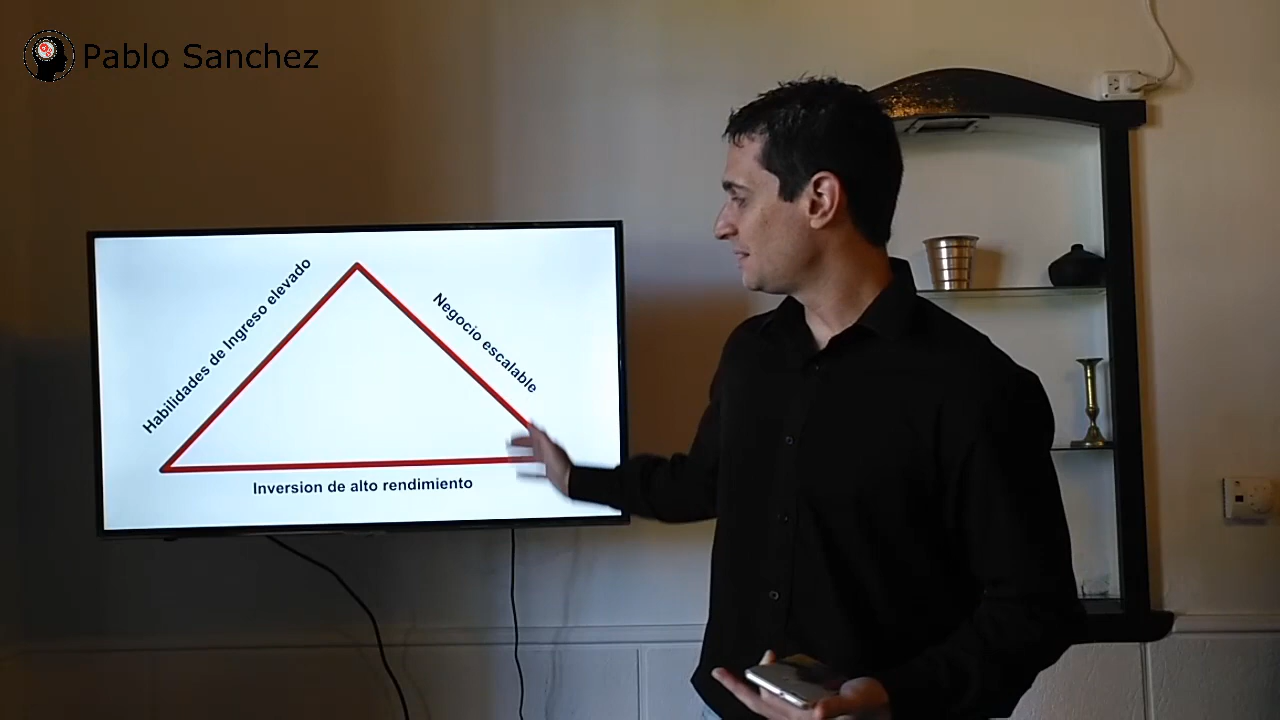 Pablo Sanchez
Habilidades de Ingreso elevado
Negocio escalable
Inversion de alto rendimiento